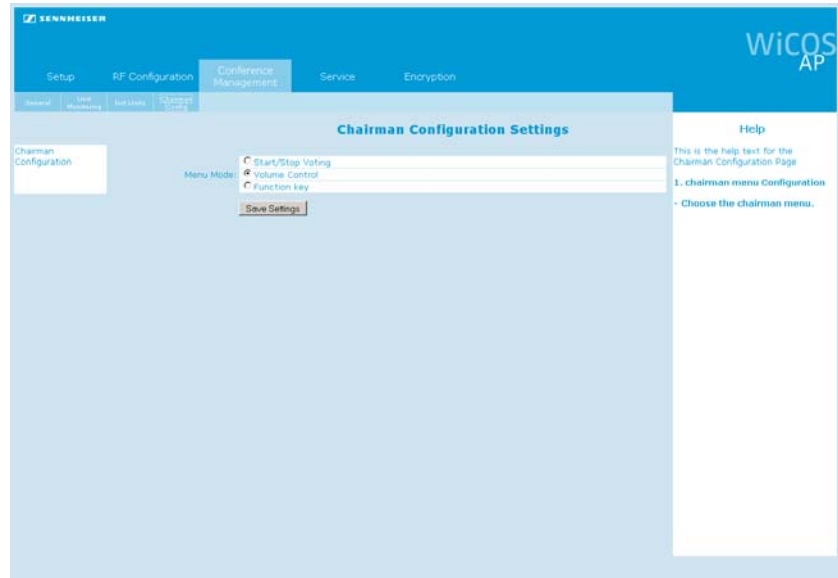 SENNHEISER
WiCOS
AP
Setup
RF Configuration
Conference
Management
Service
Encryption
General
Unit
Monitoring
Config
Chairman Configuration Settings
Chairman
Configuration
Menu Mode:
Start/Stop Voting
Volume Control
Function key
Save Settings
Help
This is the help text for the
Chairman Configuration Page
1. chairman menu Configuration
- Choose the chairman menu.